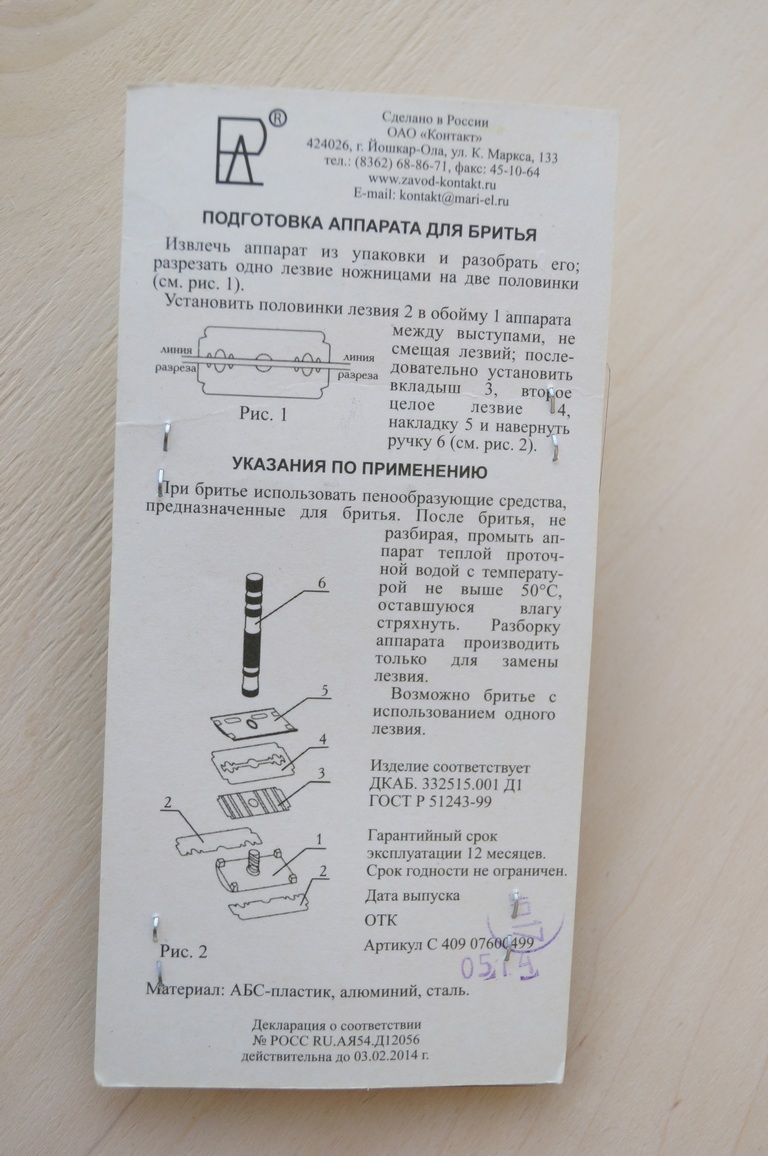 ®
Сделано в России
ОАО «Контакт»
424026, г. Йошкар-Ола, ул. К. Маркса, 133
тел.: (8362) 68-86-71, факс: 45-10-64
www.zavod-kontakt.ru
E-mail: kontakt@mari-el.ru
ПОДГОТОВКА АППАРАТА ДЛЯ БРИТЬЯ
Извлечь аппарат из упаковки и разобрать его;
разрезать одно лезвие ножницами на две половинки
(см. рис. 1).
Установить половинки лезвия 2 в обойму 1 аппарата
между выступами, не
смещая лезвий; после-
довательно установить
вкладыш 3, второе
целое лезвие 4,
накладку 5 и навернуть
ручку 6 (см. рис. 2).
линия
разреза
линия
разреза
Рис. 1
УКАЗАНИЯ ПО ПРИМЕНЕНИЮ
При бритье использовать пенообразующие средства,
предназначенные для бритья. После бритья, не
разбирая, промыть ап-
парат теплой проточ-
ной водой с температу-
рой не выше 50°С,
оставшуюся влагу
стряхнуть. Разборку
аппарата производить
только для замены
лезвия.
Возможно бритье с
использованием одного
лезвия.
6
5
4
3
2
1
2
Рис. 2
Изделие соответствует
ДКАБ. 332515.001 Д1
ГОСТ Р 51243-99
Гарантийный срок
эксплуатации 12 месяцев.
Срок годности не ограничен.
Дата выпуска
ОТК
Артикул С 409 07600499
Материал: АБС-пластик, алюминий, сталь.
Декларация о соответствии
№ РОСС RU.АЯ54.Д12056
действительна до 03.02.2014 г.